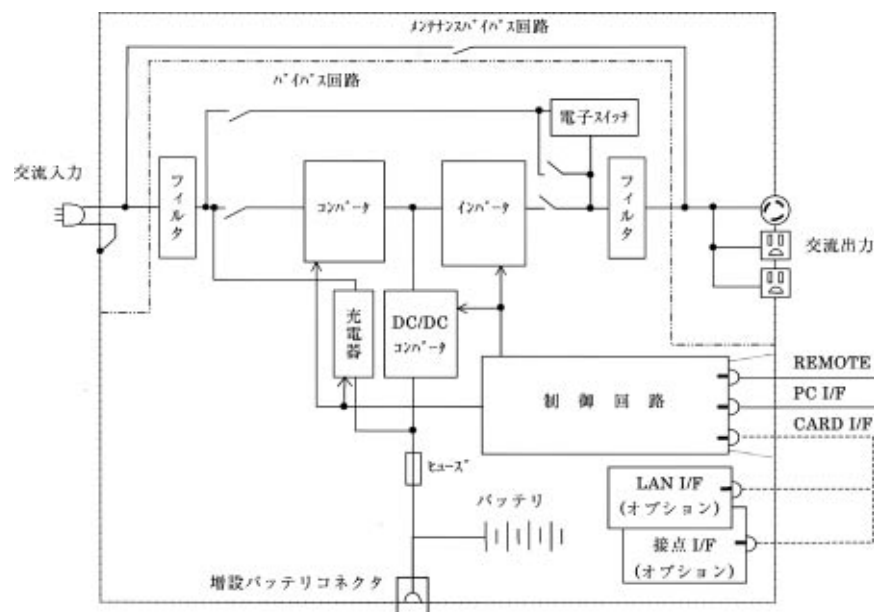 メンテナンスバイパス回路
バイパス回路
電子スイッチ
交流入力
フィルタ
コンバータ
インバータ
フィルタ
交流出力
充電器
DC/DC
コンバータ
制御回路
REMOTE
PC I/F
CARD I/F
ヒューズ
LAN I/F
(オプション)
バッテリ
接点 I/F
(オプション)
増設バッテリコネクタ